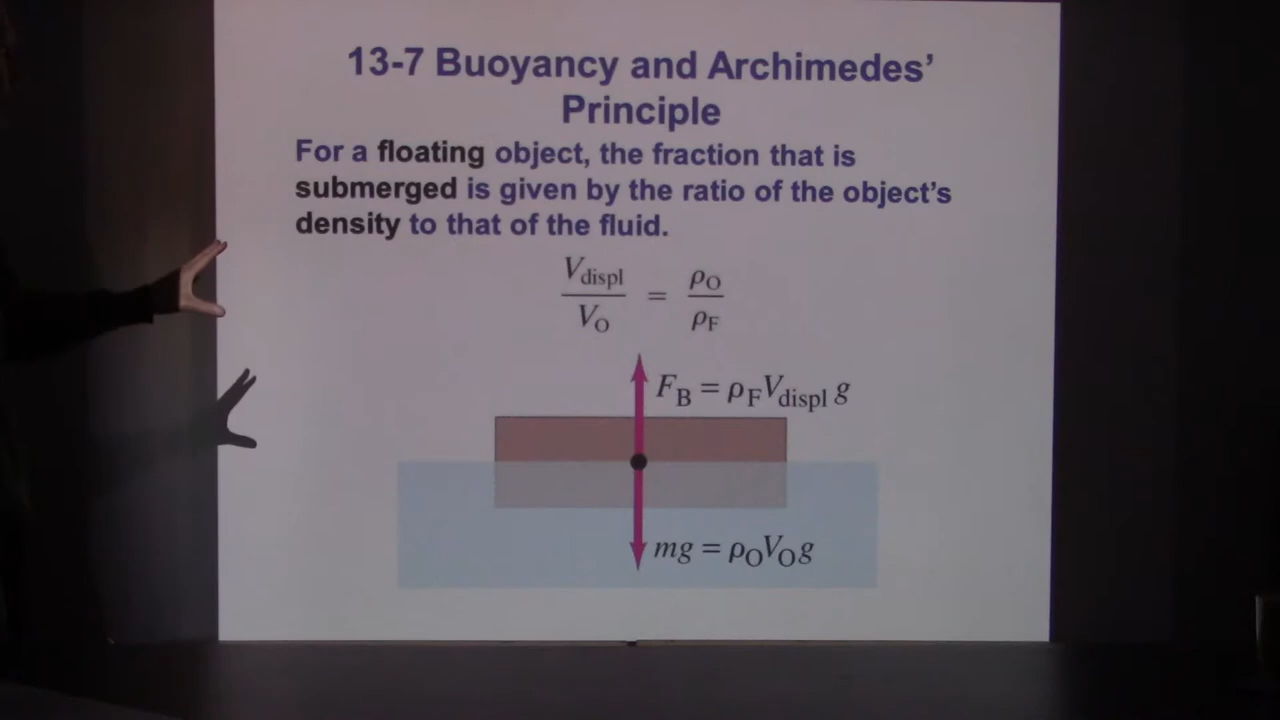 13-7 Buoyancy and Archimedes’
Principle
For a floating object, the fraction that is
submerged is given by the ratio of the object’s
density to that of the fluid.
V_displ / V_O = ρ_O / ρ_F
F_B = ρ_F V_displ g
mg = ρ_O V_O g